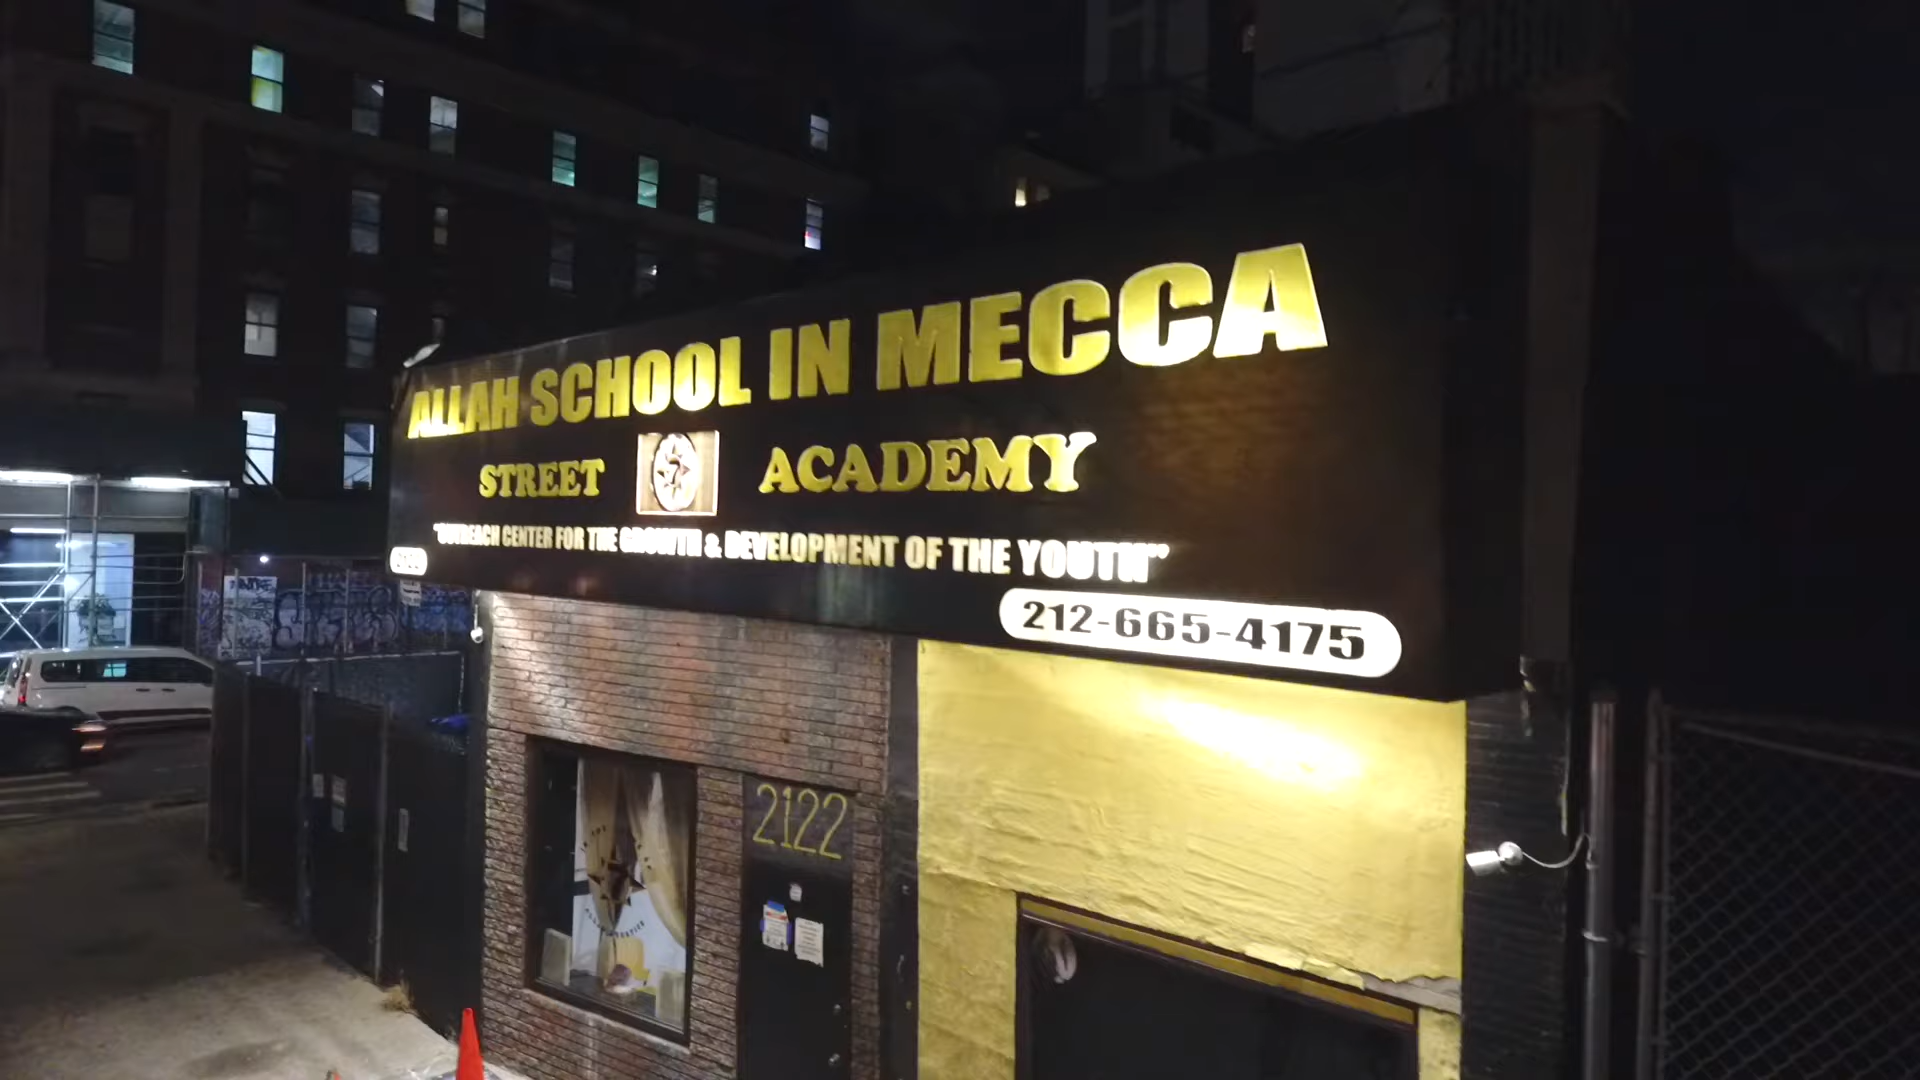 ALLAH SCHOOL IN MECCA
STREET 7 ACADEMY
"OUTREACH CENTER FOR THE GROWTH & DEVELOPMENT OF THE YOUTH"
212-665-4175
2122